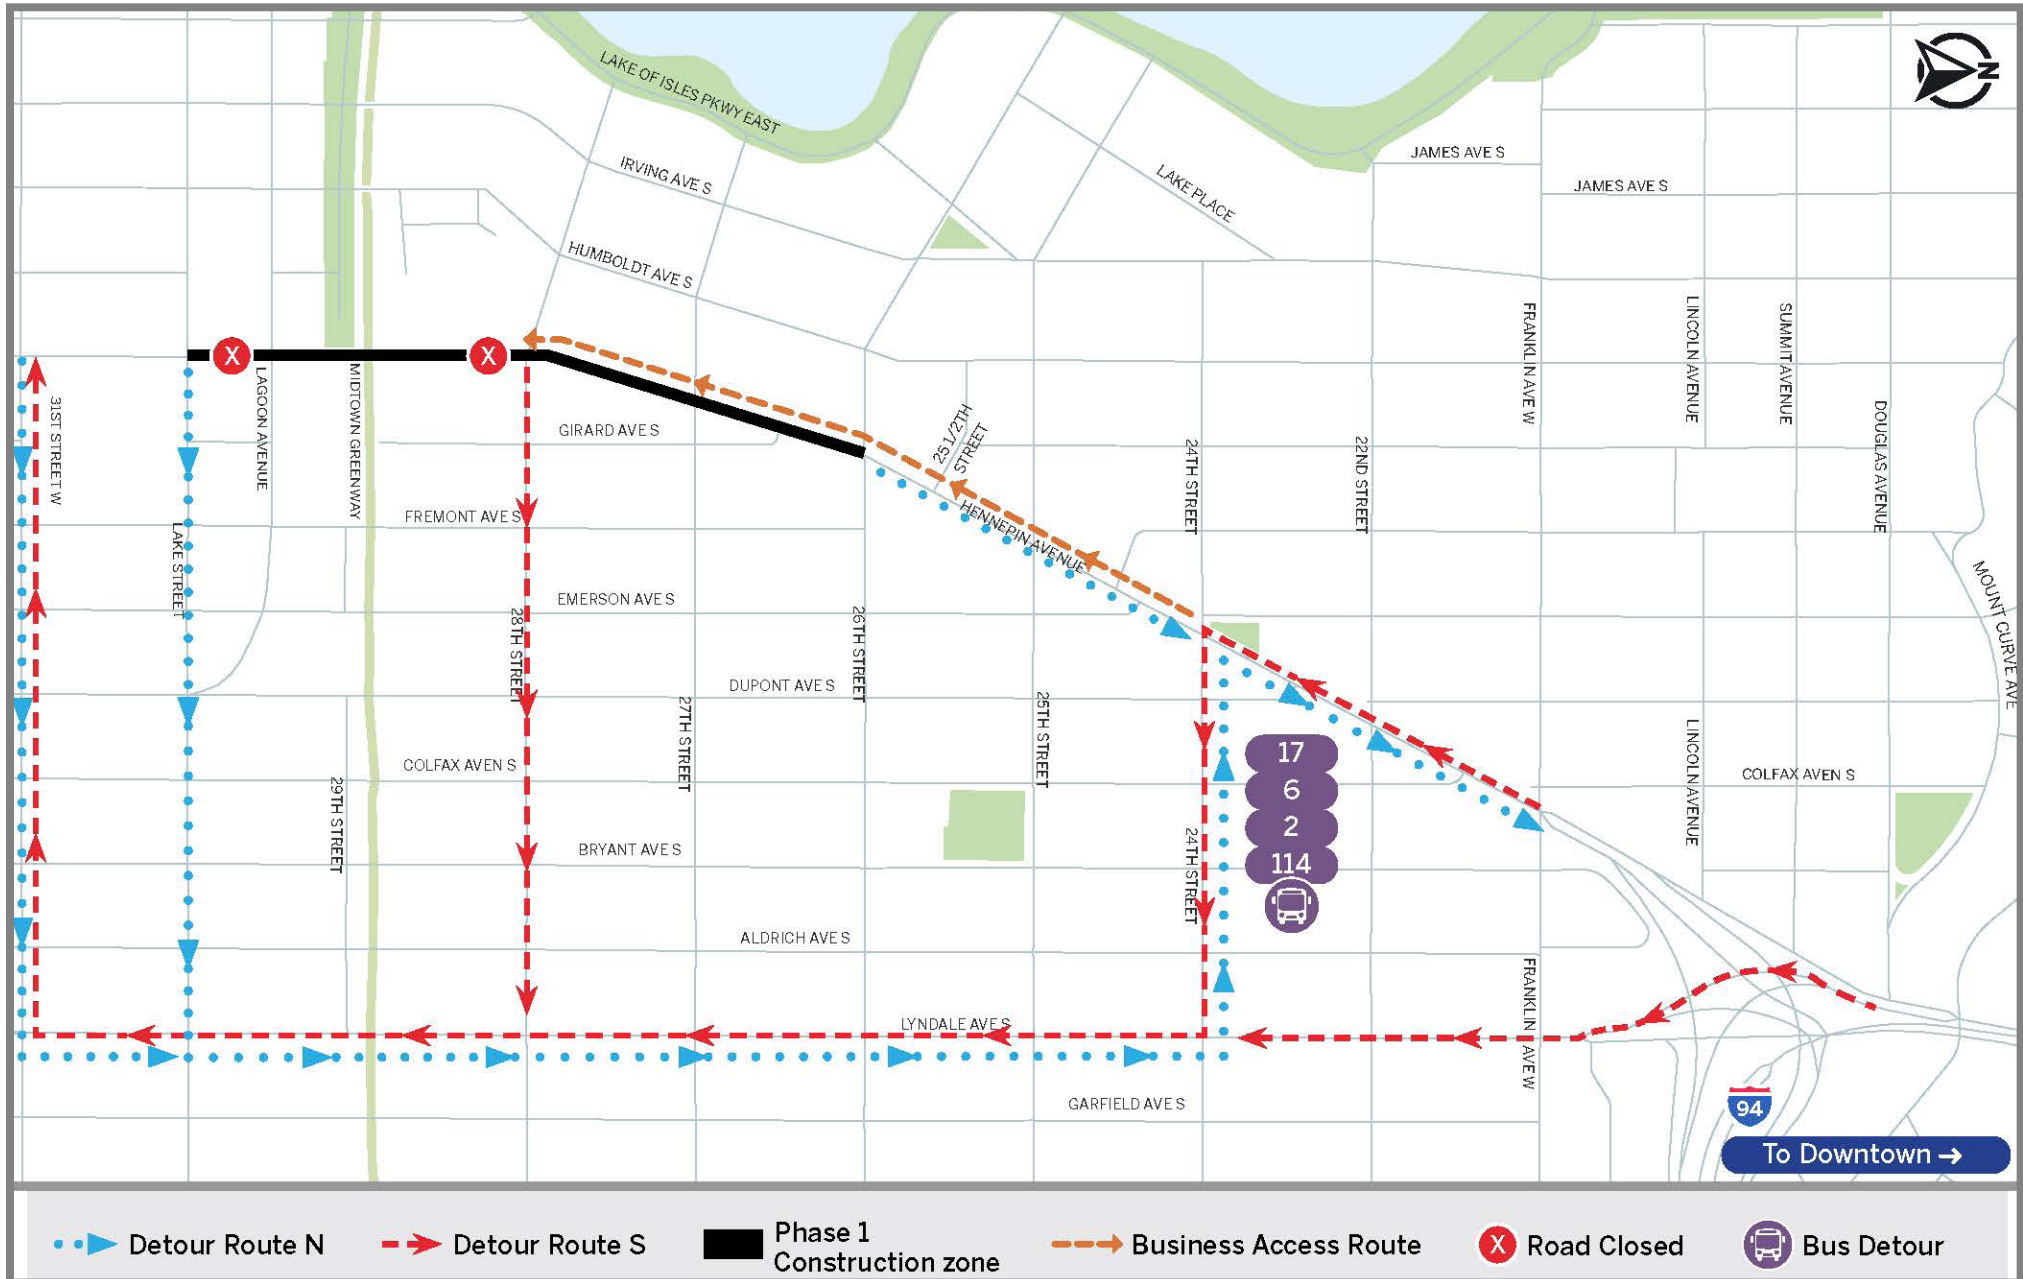 LAKE OF ISLES PKWY EAST
N
IRVING AVE S
LAKE PLACE
JAMES AVE S
JAMES AVE S
HUMBOLDT AVE S
FRANKLIN AVE W
LINCOLN AVENUE
SUMMIT AVENUE
X
X
31ST STREET W
LAGOON AVENUE
MIDTOWN GREENWAY
GIRARD AVE S
25 1/2TH
STREET
24TH STREET
22ND STREET
DOUGLAS AVENUE
FREMONT AVE S
HENNEPIN AVENUE
LAKE STREET
EMERSON AVE S
28TH STREET
26TH STREET
MOUNT CURVE AVE
DUPONT AVE S
27TH STREET
25TH STREET
LINCOLN AVENUE
17
6
2
114
COLFAX AVEN S
COLFAX AVEN S
29TH STREET
BRYANT AVE S
24TH STREET
ALDRICH AVE S
FRANKLIN AVE W
LYNDALE AVE S
GARFIELD AVE S
94
To Downtown →
Detour Route N
Detour Route S
Phase 1
Construction zone
Business Access Route
X
Road Closed
Bus Detour